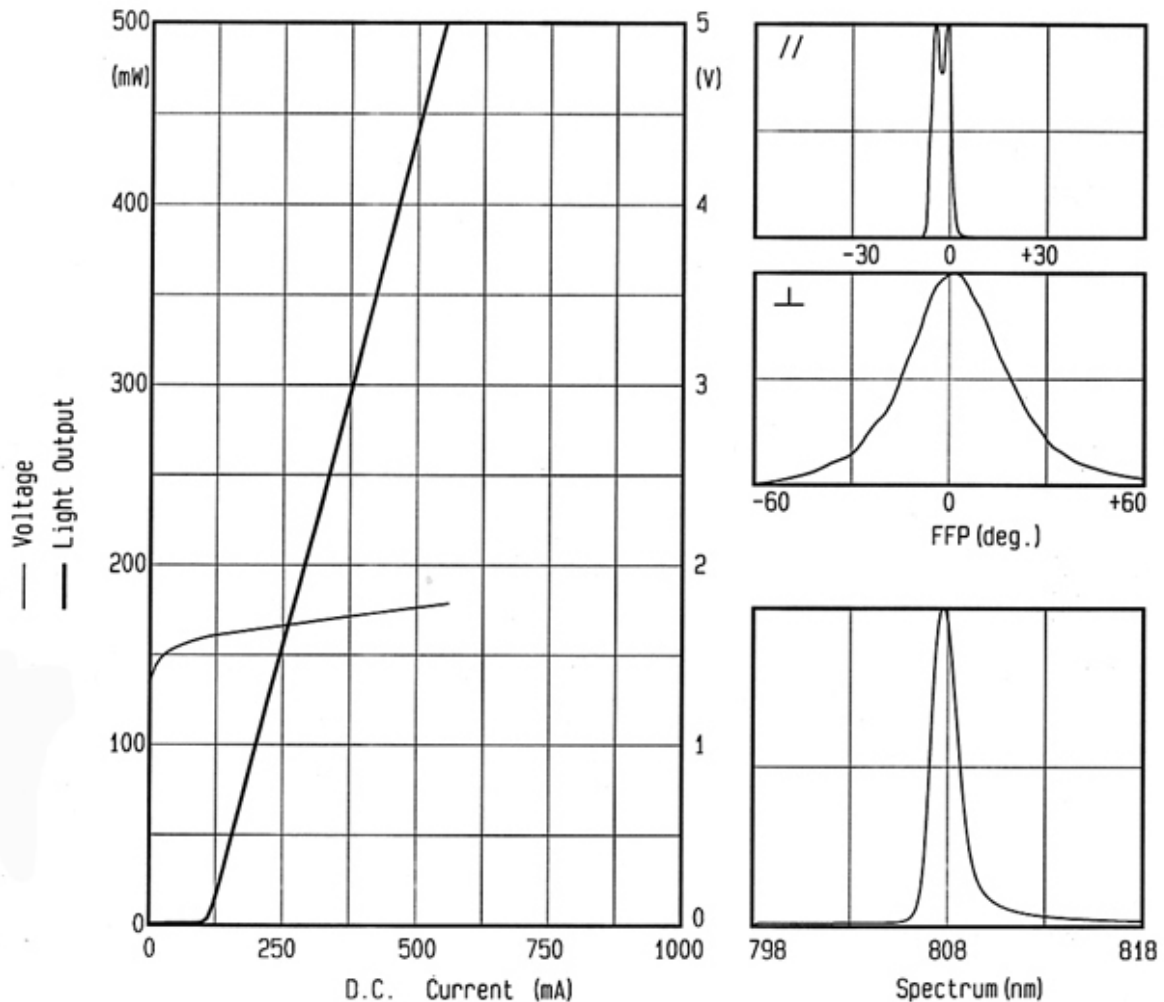 500
(mW)
400
300
200
100
0
5
(V)
4
3
2
1
0
0 250 500 750 1000
D.C. Current (mA)
— Voltage
— Light Output
//
-30 0 +30
⊥
-60 0 +60
FFP (deg.)
798 808 818
Spectrum (nm)